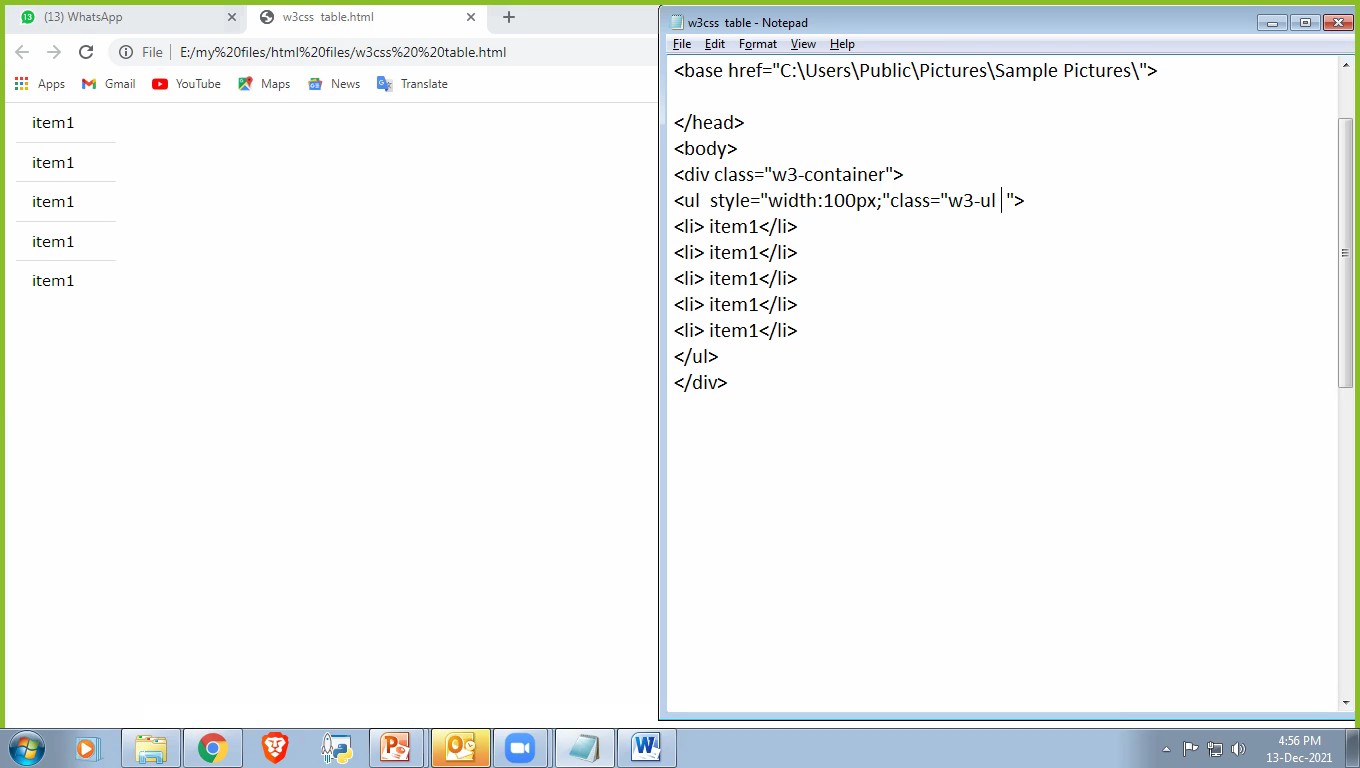 (13) WhatsApp
w3css table.html
File | E:/my%20files/html%20files/w3css%20%20table.html
Apps Gmail YouTube Maps News Translate
item1
item1
item1
item1
item1
w3css table - Notepad
File Edit Format View Help
<base href="C:\Users\Public\Pictures\Sample Pictures\">
</head>
<body>
<div class="w3-container">
<ul  style="width:100px;"class="w3-ul  ">
<li> item1</li>
<li> item1</li>
<li> item1</li>
<li> item1</li>
<li> item1</li>
</ul>
</div>
4:56 PM
13-Dec-2021